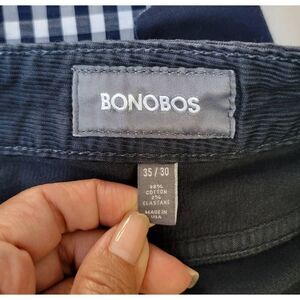 BONOBOS
35 / 30
98%
COTTON
2%
ELASTANE
MADE IN
USA